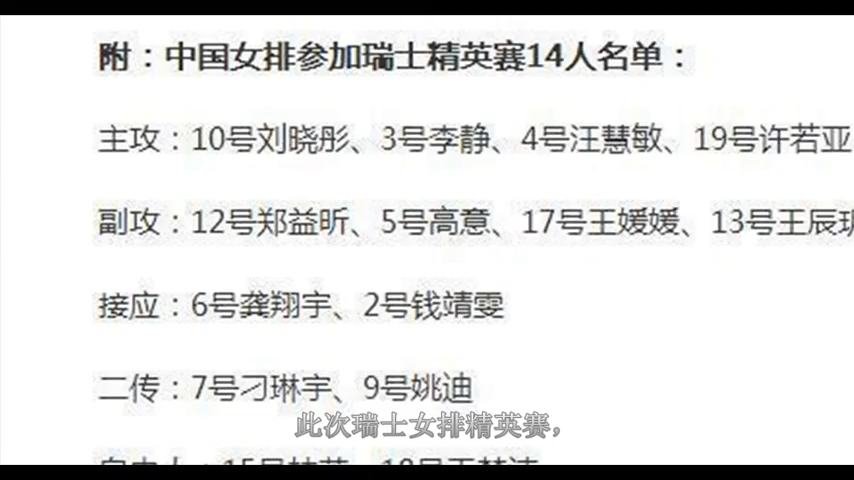 附：中国女排参加瑞士精英赛14人名单：
主攻：10号刘晓彤、3号李静、4号汪慧敏、19号许若亚
副攻：12号郑益昕、5号高意、17号王媛媛、13号王辰
接应：6号龚翔宇、2号钱靖雯
二传：7号刁琳宇、9号姚迪
此次瑞士女排精英赛，